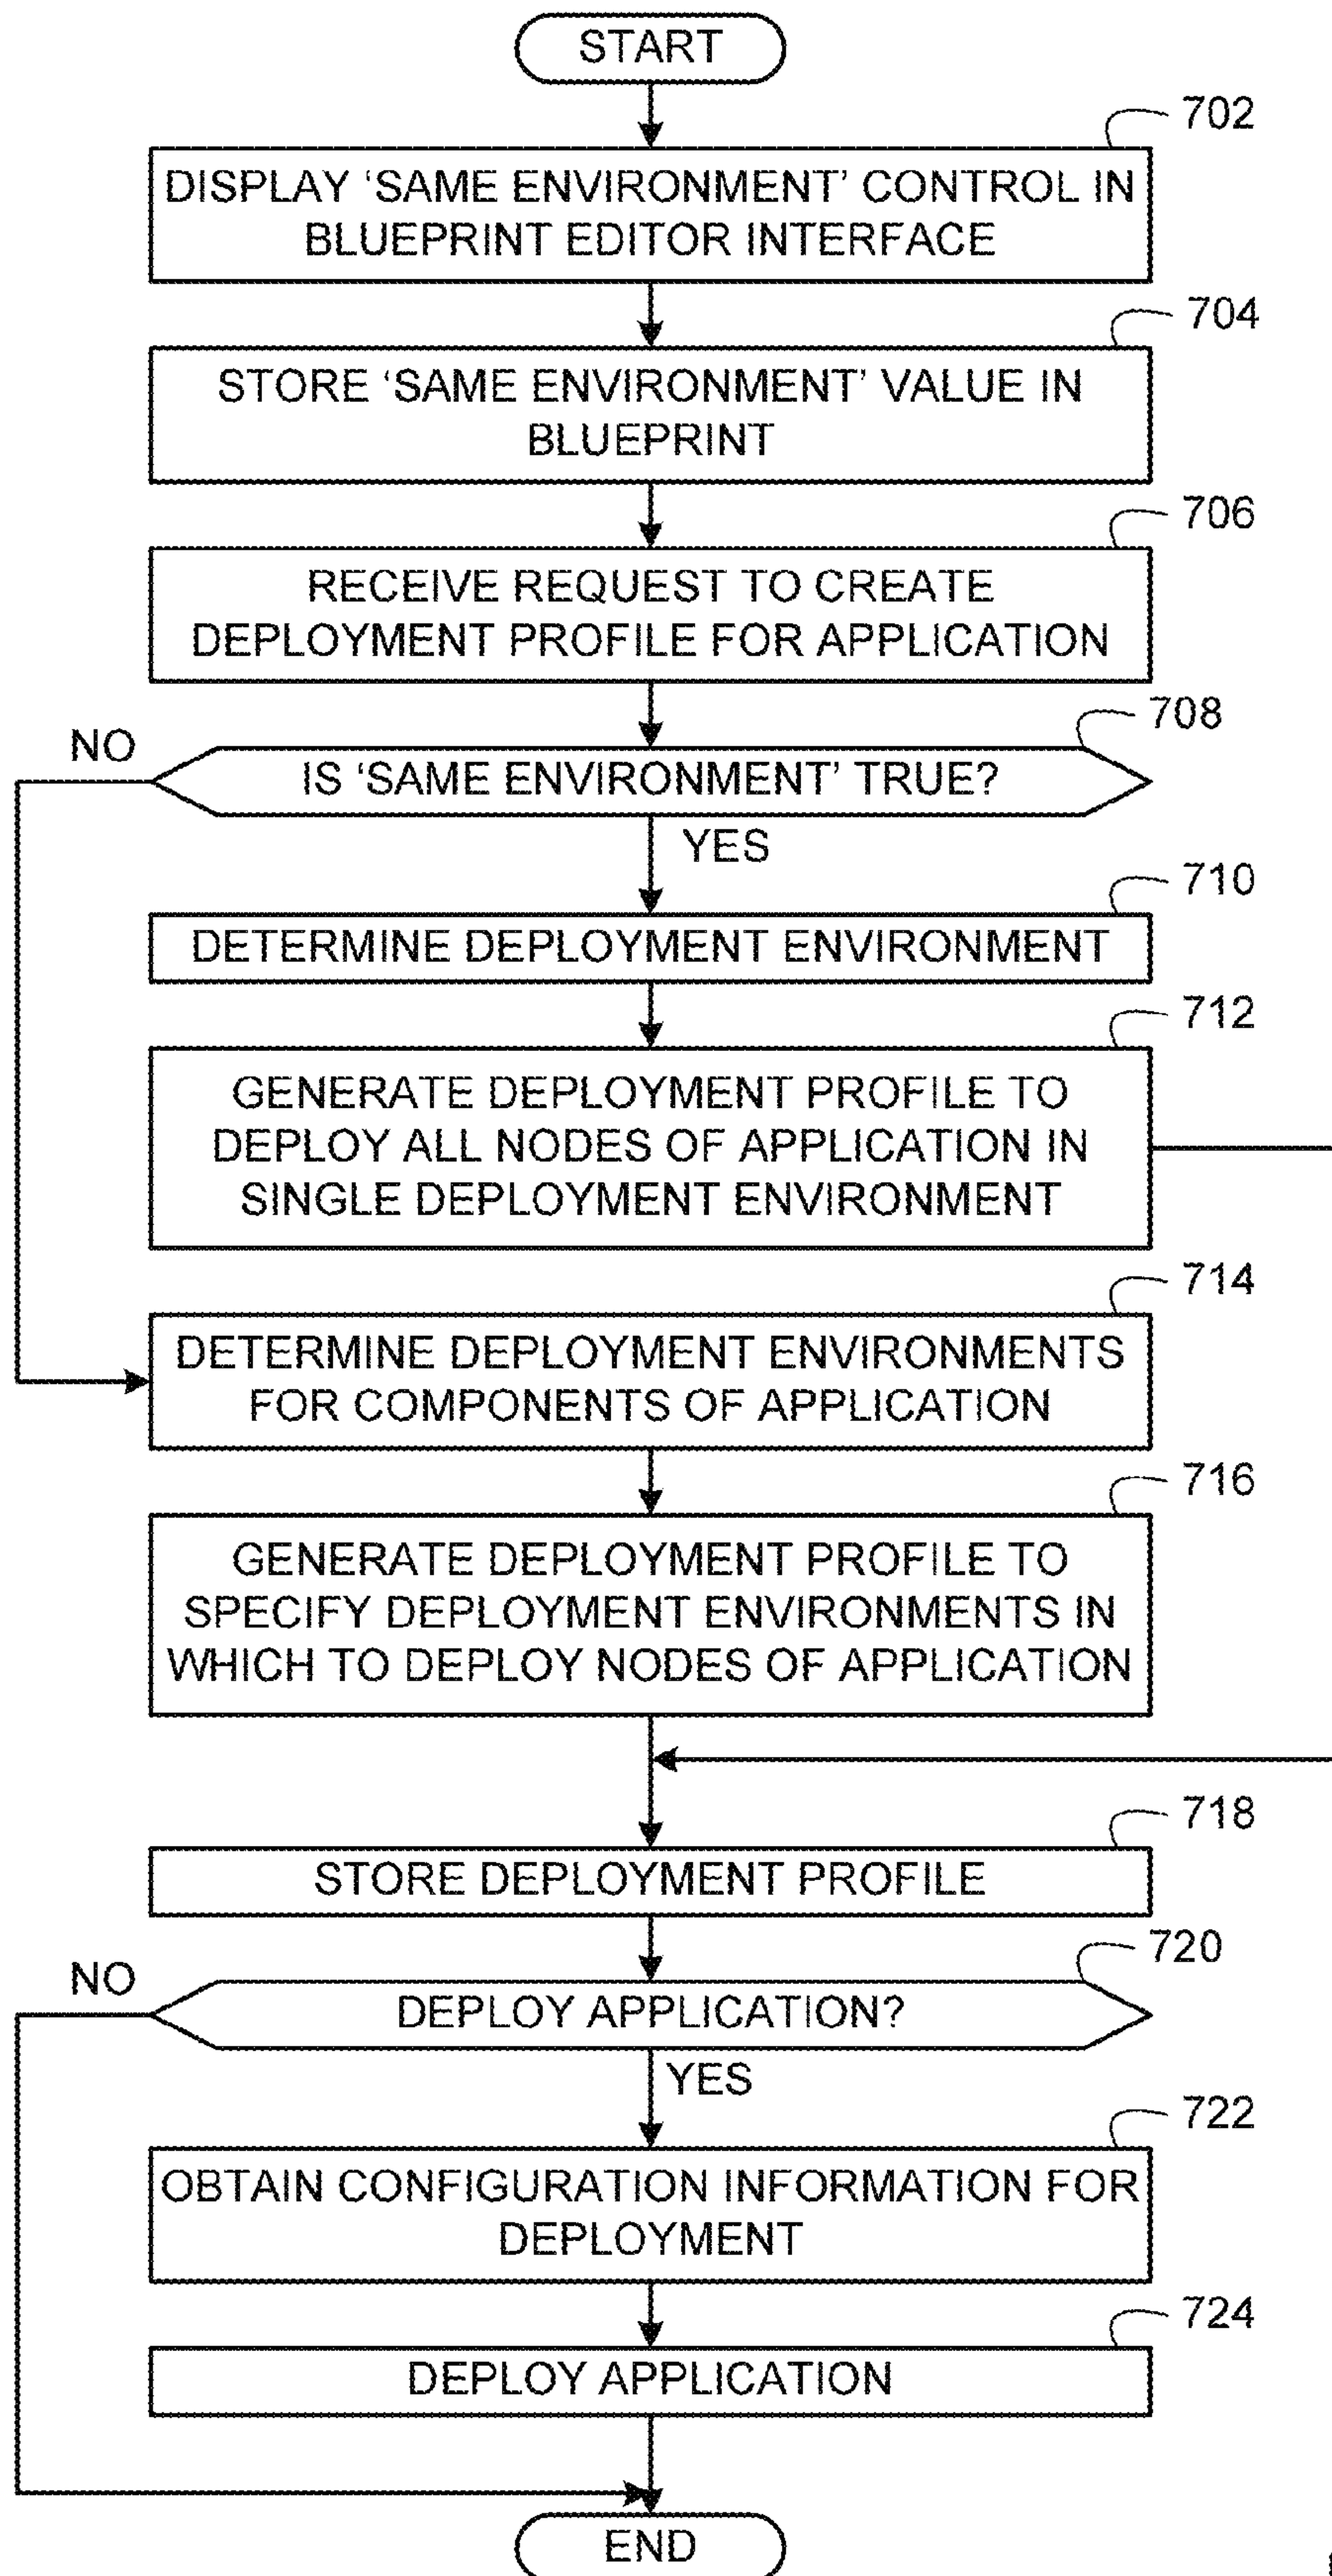 START
702
DISPLAY ‘SAME ENVIRONMENT’ CONTROL IN
BLUEPRINT EDITOR INTERFACE
704
STORE ‘SAME ENVIRONMENT’ VALUE IN
BLUEPRINT
706
RECEIVE REQUEST TO CREATE
DEPLOYMENT PROFILE FOR APPLICATION
708
NO
IS ‘SAME ENVIRONMENT’ TRUE?
YES
710
DETERMINE DEPLOYMENT ENVIRONMENT
712
GENERATE DEPLOYMENT PROFILE TO
DEPLOY ALL NODES OF APPLICATION IN
SINGLE DEPLOYMENT ENVIRONMENT
714
DETERMINE DEPLOYMENT ENVIRONMENTS
FOR COMPONENTS OF APPLICATION
716
GENERATE DEPLOYMENT PROFILE TO
SPECIFY DEPLOYMENT ENVIRONMENTS IN
WHICH TO DEPLOY NODES OF APPLICATION
718
STORE DEPLOYMENT PROFILE
720
NO
DEPLOY APPLICATION?
YES
722
OBTAIN CONFIGURATION INFORMATION FOR
DEPLOYMENT
724
DEPLOY APPLICATION
END